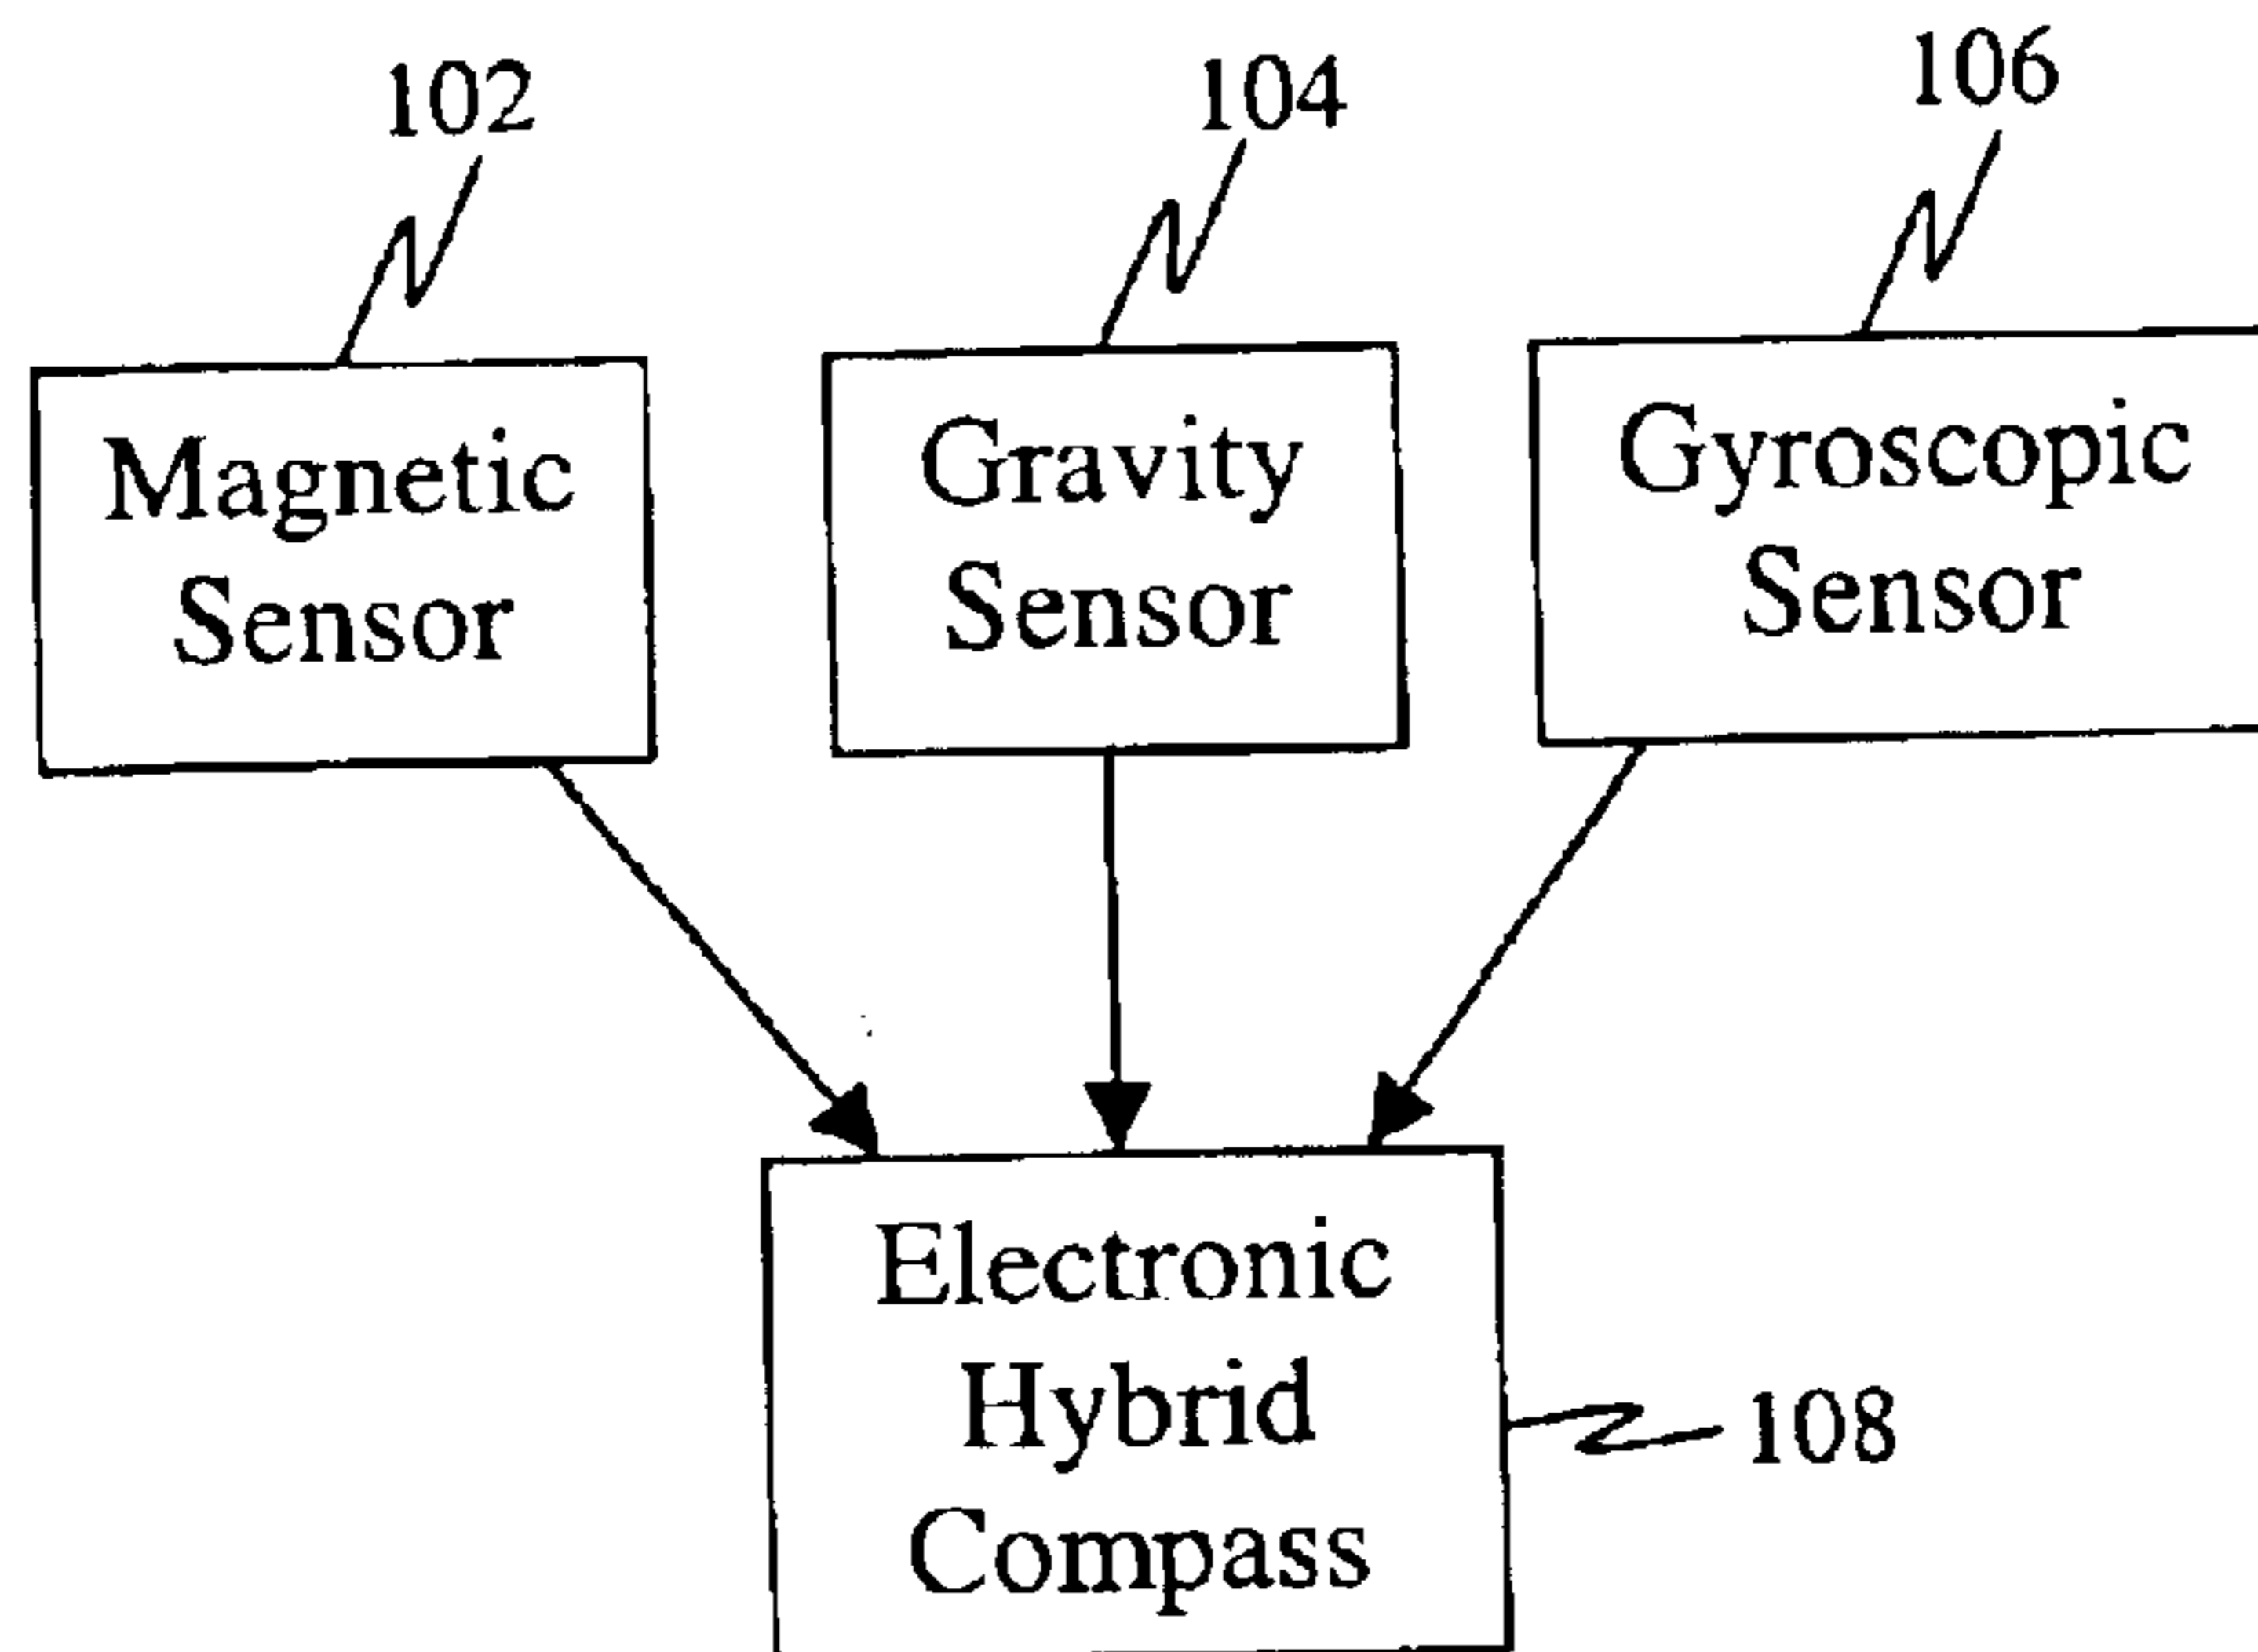 102
104
106
Magnetic
Sensor
Gravity
Sensor
Gyroscopic
Sensor
Electronic
Hybrid
Compass
108